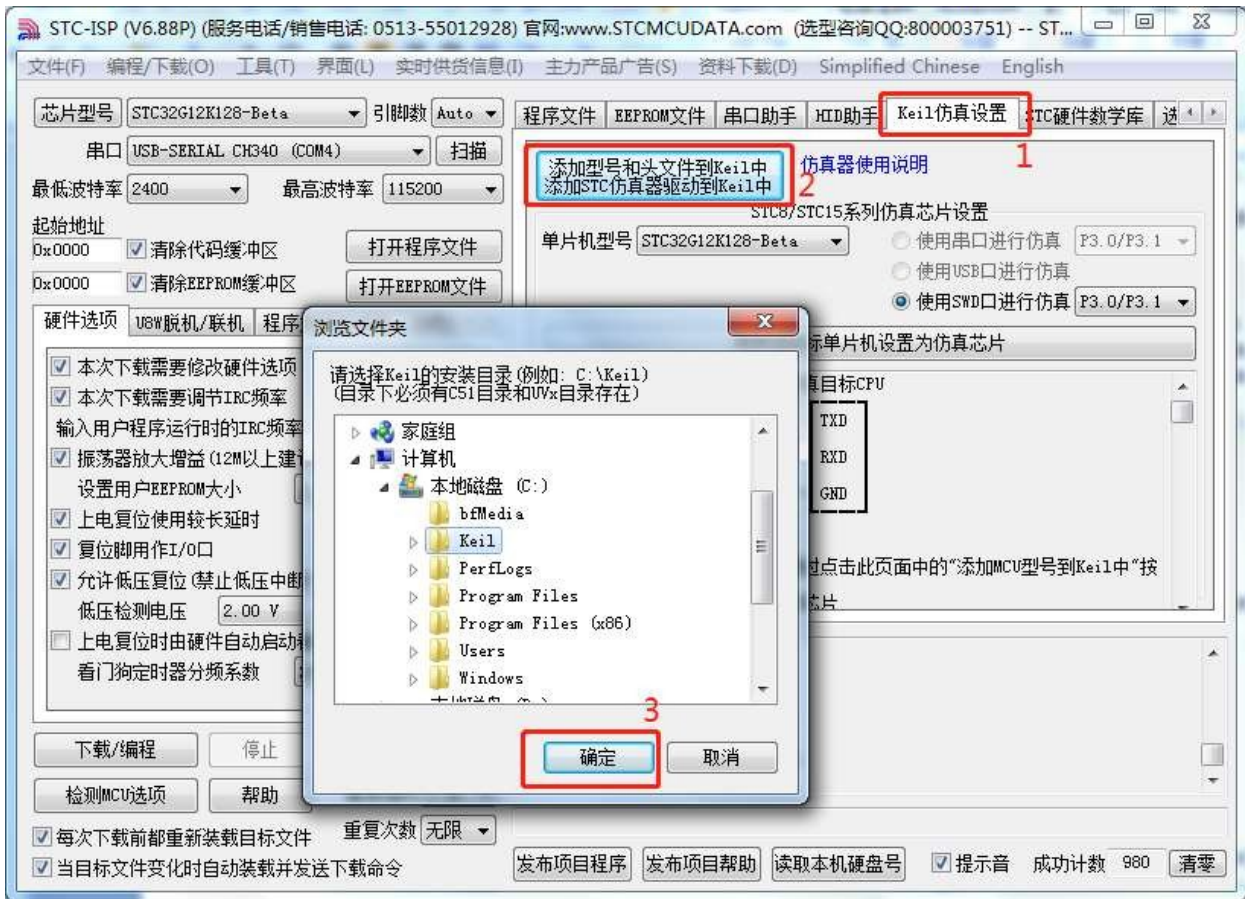 STC-ISP (V6.88P) (服务电话/销售电话: 0513-55012928) 官网:www.STCMCUDATA.com (选型咨询QQ:800003751) -- ST...
文件(F) 编程/下载(O) 工具(T) 界面(L) 实时供货信息(I) 主力产品广告(S) 资料下载(D) Simplified Chinese English
芯片型号 STC32G12K128-Beta 引脚数 Auto
串口 USB-SERIAL CH340 (COM4) 扫描
最低波特率 2400 最高波特率 115200
起始地址
0x0000 清除代码缓冲区 打开程序文件
0x0000 清除EEPROM缓冲区 打开EEPROM文件
硬件选项 U8W脱机/联机 程序
本次下载需要修改硬件选项
本次下载需要调节IRC频率
输入用户程序运行时的IRC频率
振荡器放大增益(12M以上建
设置用户EEPROM大小
上电复位使用较长延时
复位脚用作I/O口
允许低压复位(禁止低压中断
低压检测电压 2.00 V
上电复位时由硬件自动启动
看门狗定时器分频系数
下载/编程 停止
检测MCU选项 帮助
每次下载前都重新装载目标文件 重复次数 无限
当目标文件变化时自动装载并发送下载命令
程序文件 EEPROM文件 串口助手 HID助手 Keil仿真设置 STC硬件数学库 选
1
添加型号和头文件到Keil中
添加STC仿真器驱动到Keil中
仿真器使用说明
2
STC8/STC15系列仿真芯片设置
单片机型号 STC32G12K128-Beta 使用串口进行仿真 P3.0/P3.1
使用USB口进行仿真
使用SWD口进行仿真 P3.0/P3.1
标单片机设置为仿真芯片
真目标CPU
TXD
RXD
GND
过点击此页面中的"添加MCU型号到Keil中"按
芯片
浏览文件夹
请选择Keil的安装目录(例如: C:\Keil)
(目录下必须有C51目录和UVx目录存在)
家庭组
计算机
本地磁盘 (C:)
bfMedia
Keil
PerfLogs
Program Files
Program Files (x86)
Users
Windows
3
确定 取消
发布项目程序 发布项目帮助 读取本机硬盘号 提示音 成功计数 980 清零